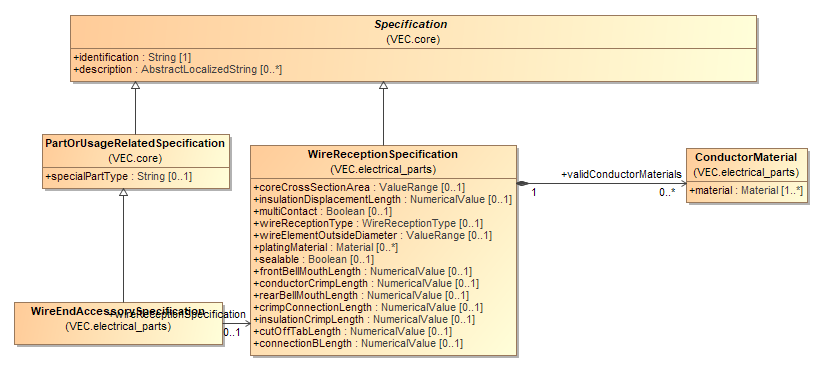 Specification
(VEC.core)
+identification : String [1]
+description : AbstractLocalizedString [0..*]
PartOrUsageRelatedSpecification
(VEC.core)
+specialPartType : String [0..1]
WireReceptionSpecification
(VEC.electrical_parts)
+coreCrossSectionArea : ValueRange [0..1]
+insulationDisplacementLength : NumericalValue [0..1]
+multiContact : Boolean [0..1]
+wireReceptionType : WireReceptionType [0..1]
+wireElementOutsideDiameter : ValueRange [0..1]
+platingMaterial : Material [0..*]
+sealable : Boolean [0..1]
+frontBellMouthLength : NumericalValue [0..1]
+conductorCrimpLength : NumericalValue [0..1]
+rearBellMouthLength : NumericalValue [0..1]
+crimpConnectionLength : NumericalValue [0..1]
+insulationCrimpLength : NumericalValue [0..1]
+cutOffTabLength : NumericalValue [0..1]
+connectionBLength : NumericalValue [0..1]
+validConductorMaterials
1
0..*
ConductorMaterial
(VEC.electrical_parts)
+material : Material [1..*]
WireEndAccessorySpecification
(VEC.electrical_parts)
+wireReceptionSpecification
0..1